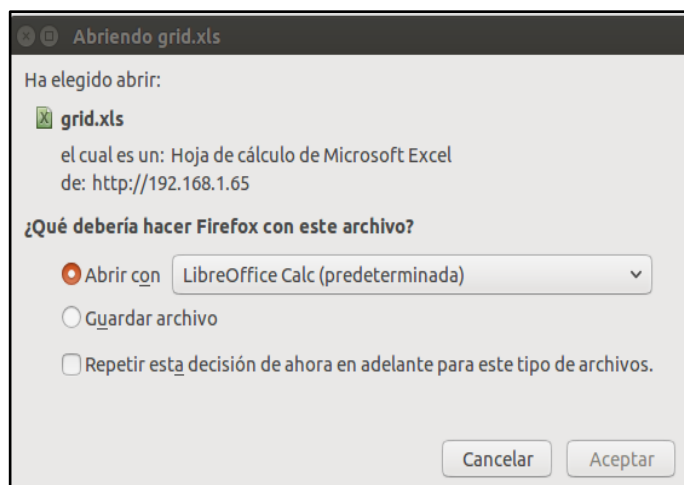 Abriendo grid.xls
Ha elegido abrir:
grid.xls
el cual es un: Hoja de cálculo de Microsoft Excel
de: http://192.168.1.65
¿Qué debería hacer Firefox con este archivo?
Abrir con LibreOffice Calc (predeterminada)
Guardar archivo
Repetir esta decisión de ahora en adelante para este tipo de archivos.
Cancelar Aceptar